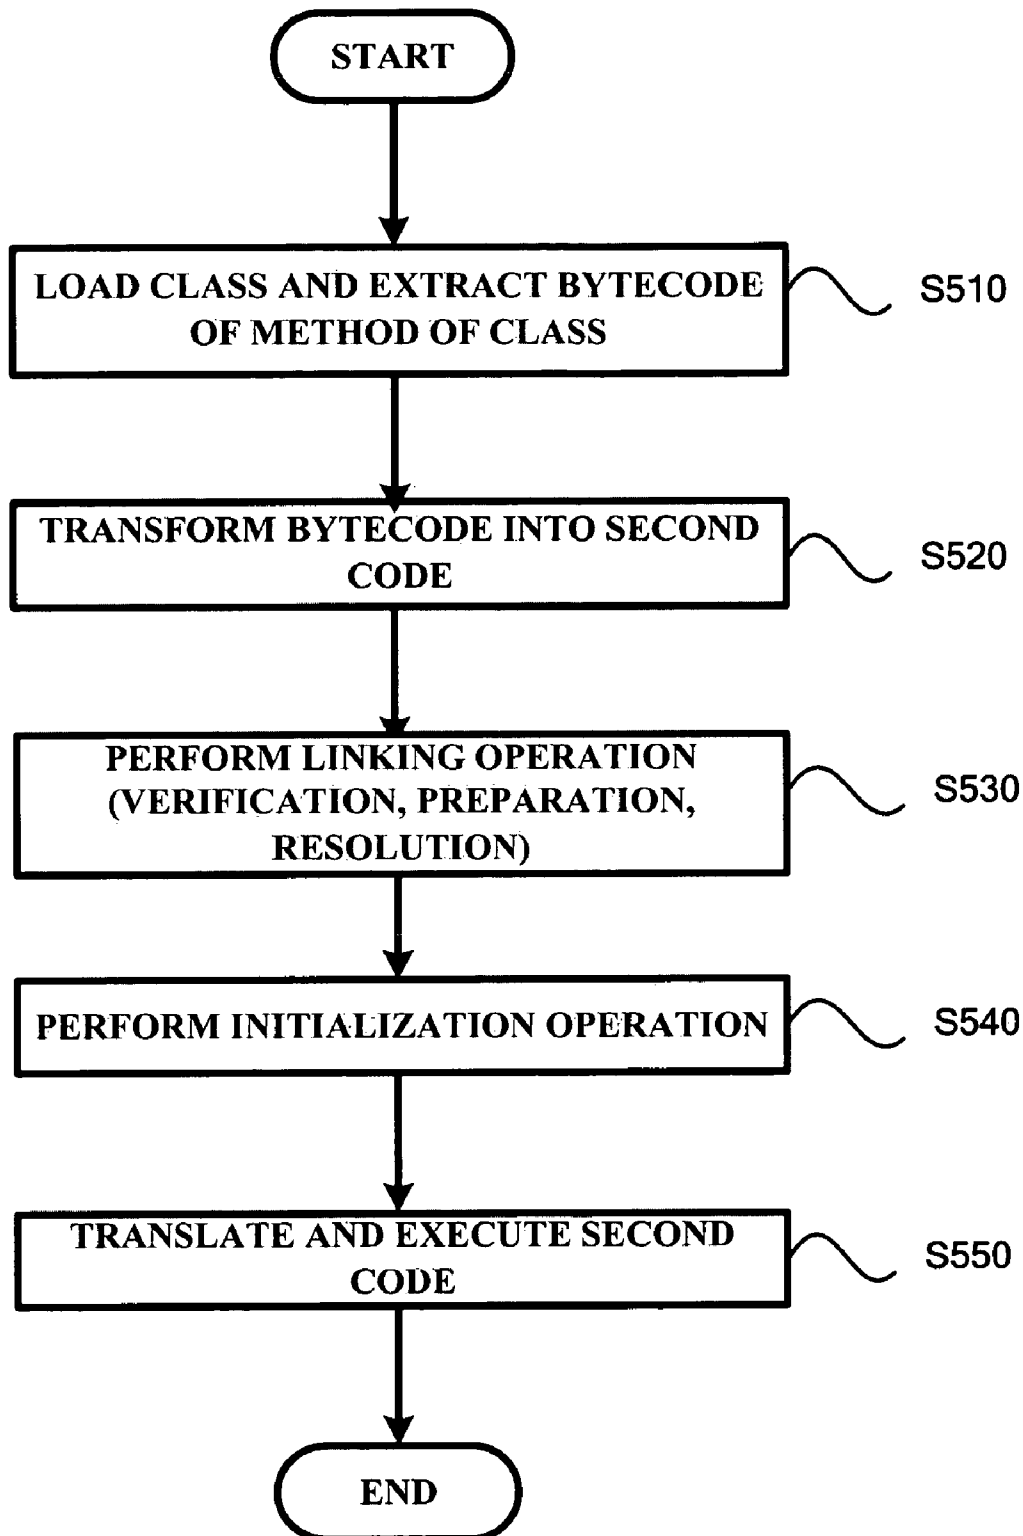 START
LOAD CLASS AND EXTRACT BYTECODE
OF METHOD OF CLASS
S510
TRANSFORM BYTECODE INTO SECOND
CODE
S520
PERFORM LINKING OPERATION
(VERIFICATION, PREPARATION,
RESOLUTION)
S530
PERFORM INITIALIZATION OPERATION
S540
TRANSLATE AND EXECUTE SECOND
CODE
S550
END